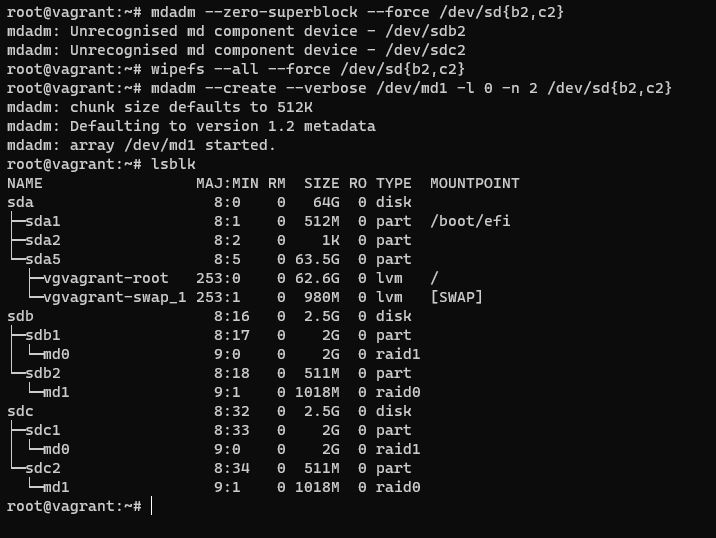 root@vagrant:~# mdadm --zero-superblock --force /dev/sd{b2,c2}
mdadm: Unrecognised md component device - /dev/sdb2
mdadm: Unrecognised md component device - /dev/sdc2
root@vagrant:~# wipefs --all --force /dev/sd{b2,c2}
root@vagrant:~# mdadm --create --verbose /dev/md1 -l 0 -n 2 /dev/sd{b2,c2}
mdadm: chunk size defaults to 512K
mdadm: Defaulting to version 1.2 metadata
mdadm: array /dev/md1 started.
root@vagrant:~# lsblk
NAME                 MAJ:MIN RM  SIZE RO TYPE  MOUNTPOINT
sda                    8:0    0   64G  0 disk
├─sda1                 8:1    0  512M  0 part  /boot/efi
├─sda2                 8:2    0    1K  0 part
└─sda5                 8:5    0 63.5G  0 part
  ├─vgvagrant-root   253:0    0 62.6G  0 lvm   /
  └─vgvagrant-swap_1 253:1    0  980M  0 lvm   [SWAP]
sdb                    8:16   0  2.5G  0 disk
├─sdb1                 8:17   0    2G  0 part
│ └─md0                9:0    0    2G  0 raid1
└─sdb2                 8:18   0  511M  0 part
  └─md1                9:1    0 1018M  0 raid0
sdc                    8:32   0  2.5G  0 disk
├─sdc1                 8:33   0    2G  0 part
│ └─md0                9:0    0    2G  0 raid1
└─sdc2                 8:34   0  511M  0 part
  └─md1                9:1    0 1018M  0 raid0
root@vagrant:~#